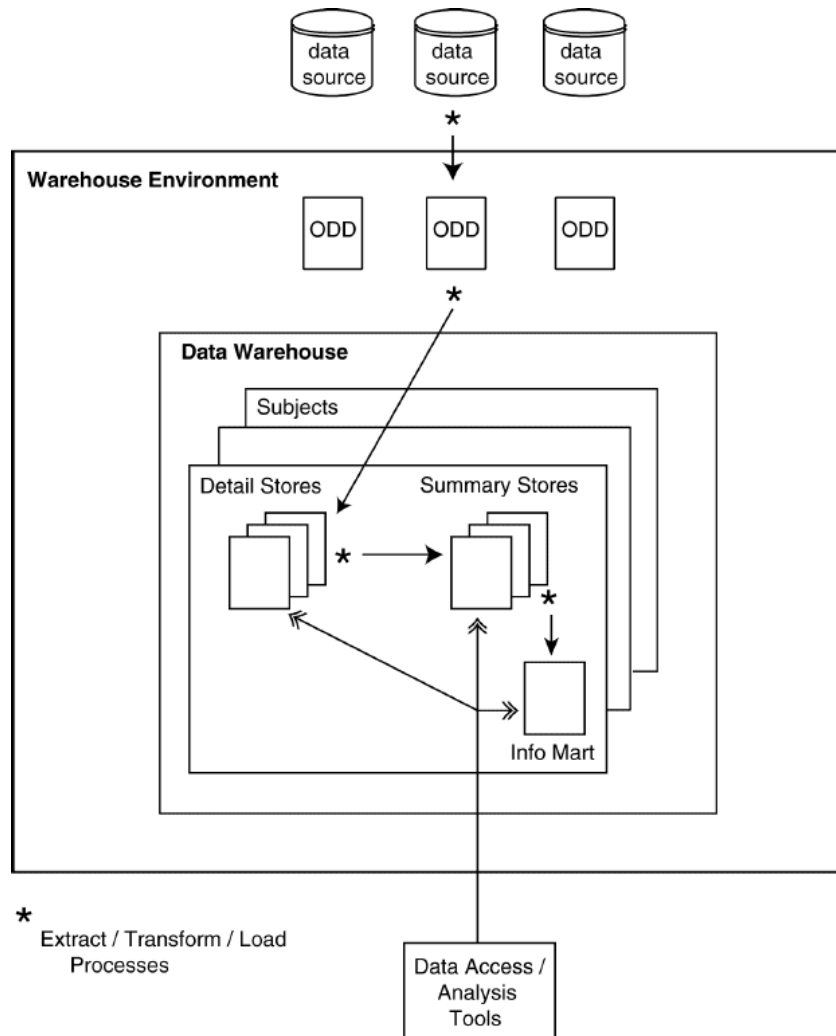 data
source
data
source
data
source
*
Warehouse Environment
ODD
ODD
ODD
*
Data Warehouse
Subjects
Detail Stores
Summary Stores
*
*
Info Mart
*
Extract / Transform / Load
Processes
Data Access /
Analysis
Tools